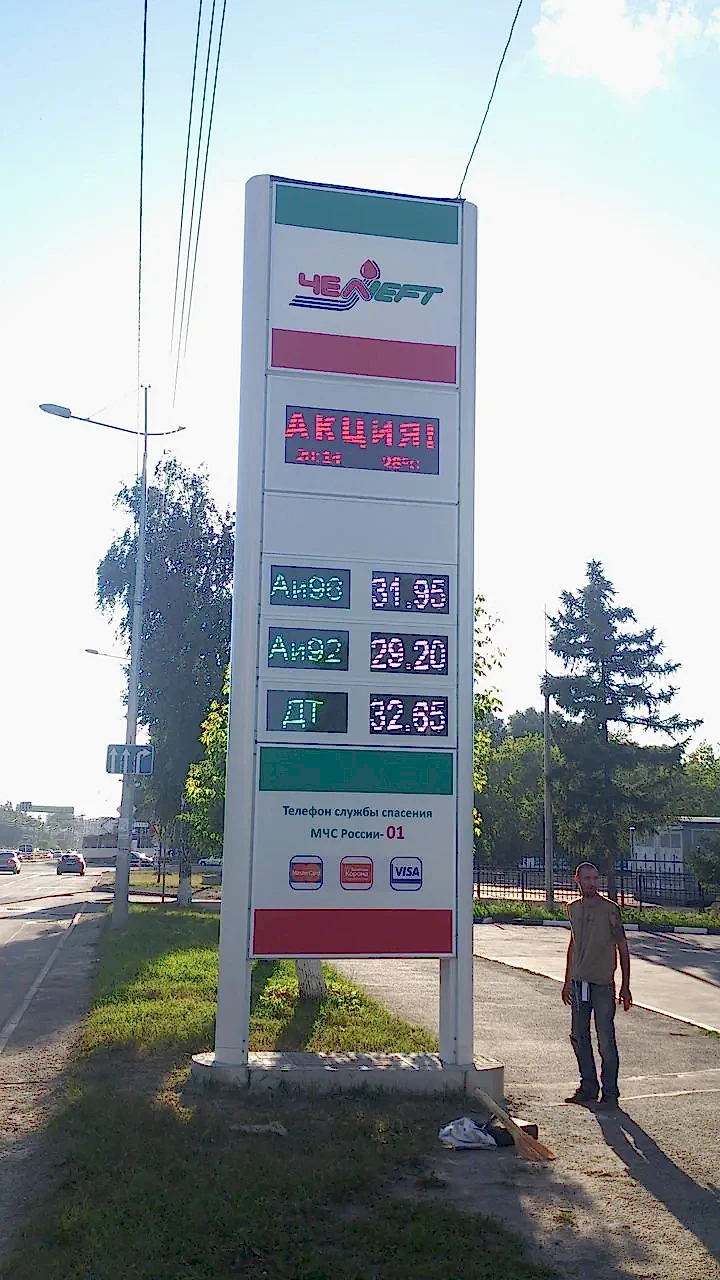 ЧЕЛNEFT
АКЦИЯ!
28°C
Аи98 31.95
Аи92 29.20
ДТ 32.65
Телефон службы спасения
МЧС России- 01
MasterCard Корона VISA